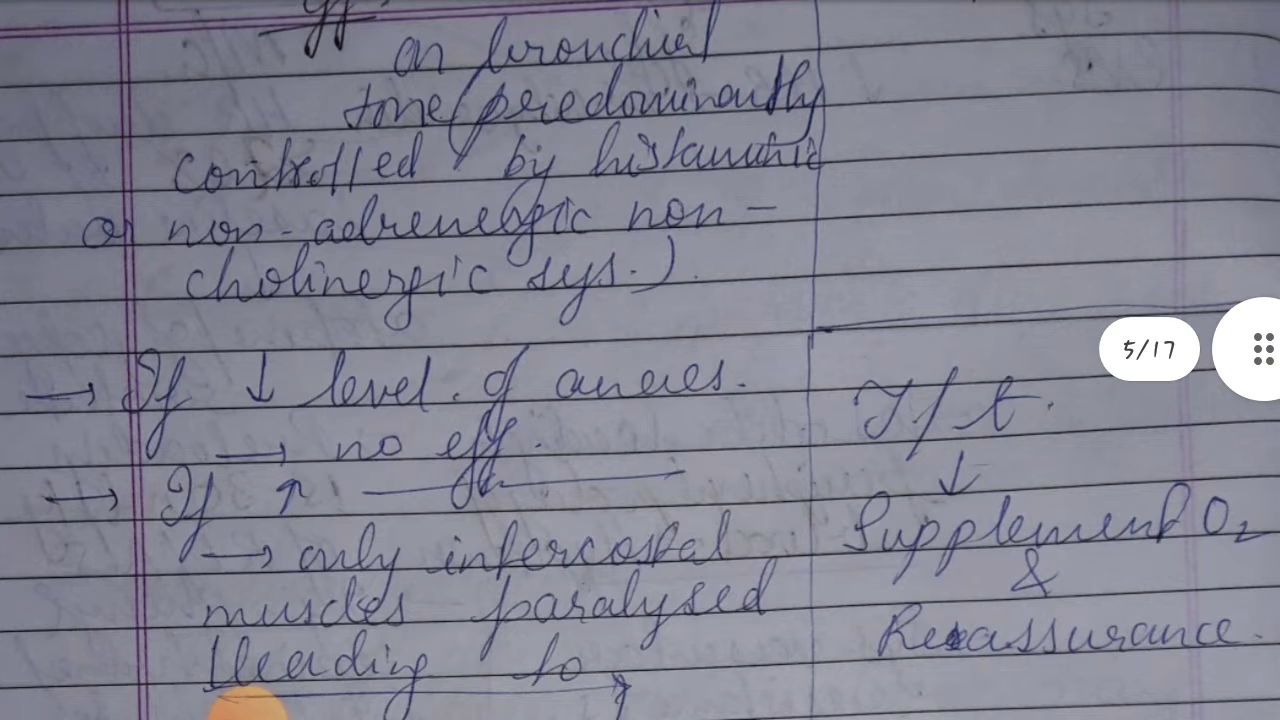 eff.
on bronchial
tone (predominantly
controlled by histaminic
or non-adrenergic non-
cholinergic sys.).
→ If ↓ level. of anaes.
→ no eff.
→ If ↑ —— " ——
→ only intercostal
muscles paralysed
leading to
T/t.
↓
Supplement O2
&
Reassurance.
5/17